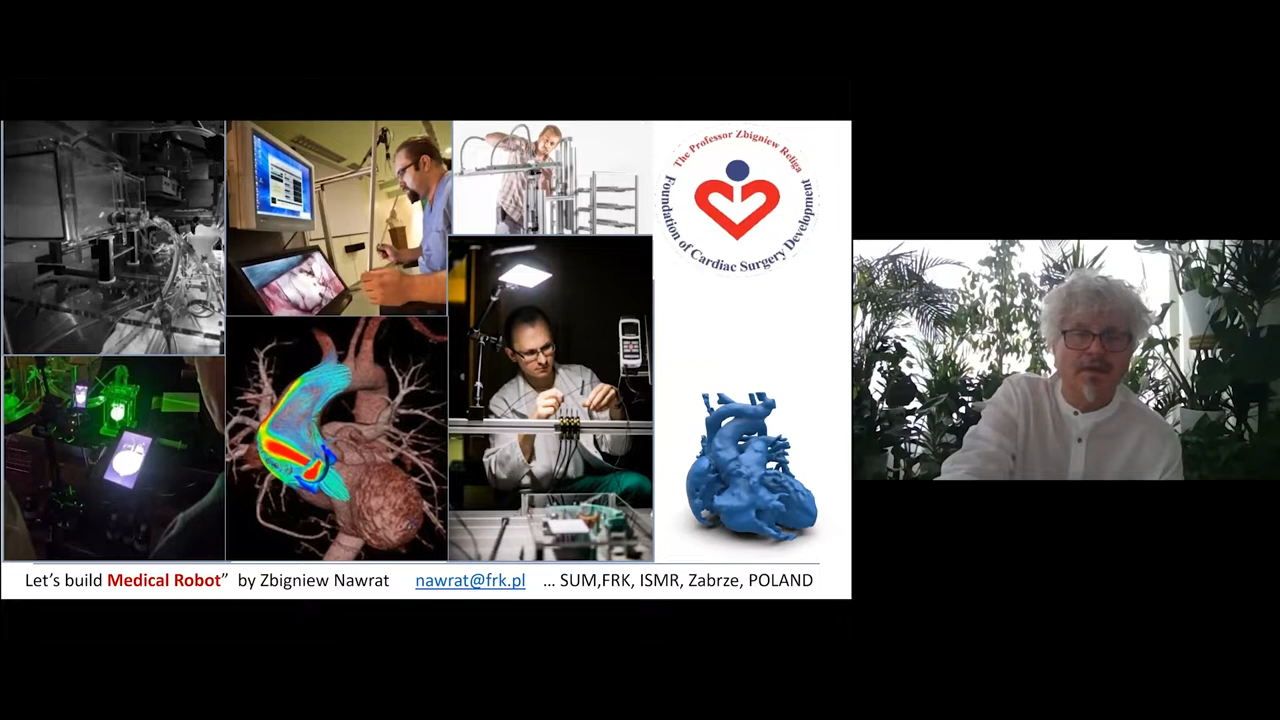 The Professor Zbigniew Religa
Foundation of Cardiac Surgery Development
Let’s build Medical Robot” by Zbigniew Nawrat nawrat@frk.pl ... SUM,FRK, ISMR, Zabrze, POLAND